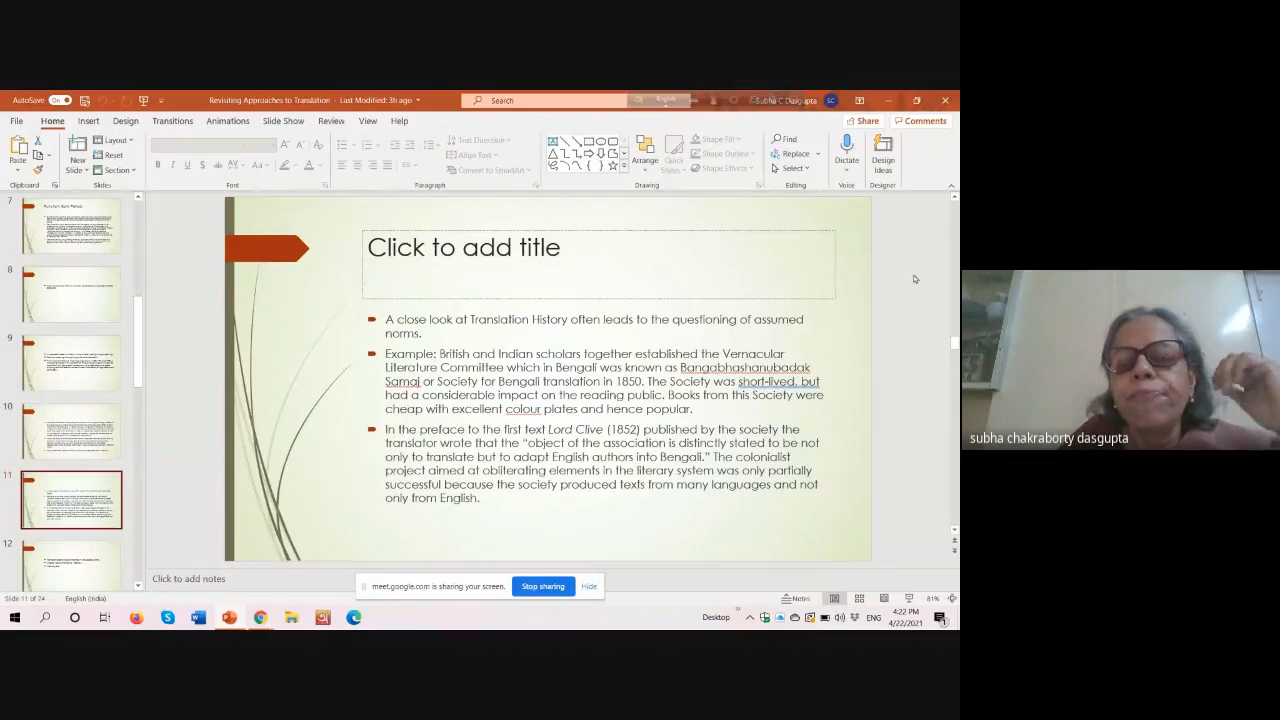 AutoSave On
Revisiting Approaches to Translation - Last Modified: 3h ago
Search
English
Subha C Dasgupta SC
File Home Insert Design Transitions Animations Slide Show Review View Help
Share Comments
Paste
New Slide
Layout
Reset
Section
B I U S ab AV Aa A
Text Direction
Align Text
Convert to SmartArt
Arrange
Quick Styles
Shape Fill
Shape Outline
Shape Effects
Find
Replace
Select
Dictate
Design Ideas
Clipboard Slides Font Paragraph Drawing Editing Voice Designer
7
8
9
10
11
12
Click to add title
A close look at Translation History often leads to the questioning of assumed
norms.
Example: British and Indian scholars together established the Vernacular
Literature Committee which in Bengali was known as Bangabhashanubadak
Samaj or Society for Bengali translation in 1850. The Society was short-lived, but
had a considerable impact on the reading public. Books from this Society were
cheap with excellent colour plates and hence popular.
In the preface to the first text Lord Clive (1852) published by the society the
translator wrote that the "object of the association is distinctly stated to be not
only to translate but to adapt English authors into Bengali." The colonialist
project aimed at obliterating elements in the literary system was only partially
successful because the society produced texts from many languages and not
only from English.
subha chakraborty dasgupta
Click to add notes
meet.google.com is sharing your screen. Stop sharing Hide
Slide 11 of 24 English (India)
Notes
81%
Desktop
ENG
4:22 PM
4/22/2021